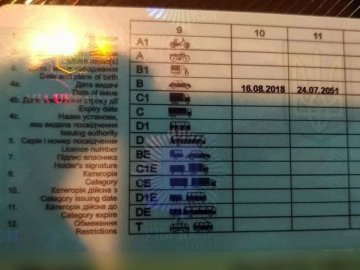 9 10 11
A1
A
Date and place of birth
B1
4a. Дата видачі
Date of issue
B 16.08.2018 24.07.2051
4b. строку дії
Expiry date
C1
4c. Назва установи,
C
яка видала посвідчення
Issuing authority
D1
5. Серія і номер посвідчення
D
Licence number
7. Підпис власника
BE
Holder's signature
C1E
9. Категорія
Category
CE
10. Категорія дійсна з
Category issuing date
D1E
11. Категорія дійсна до
Category expire
DE
12. Обмеження
T
Restrictions